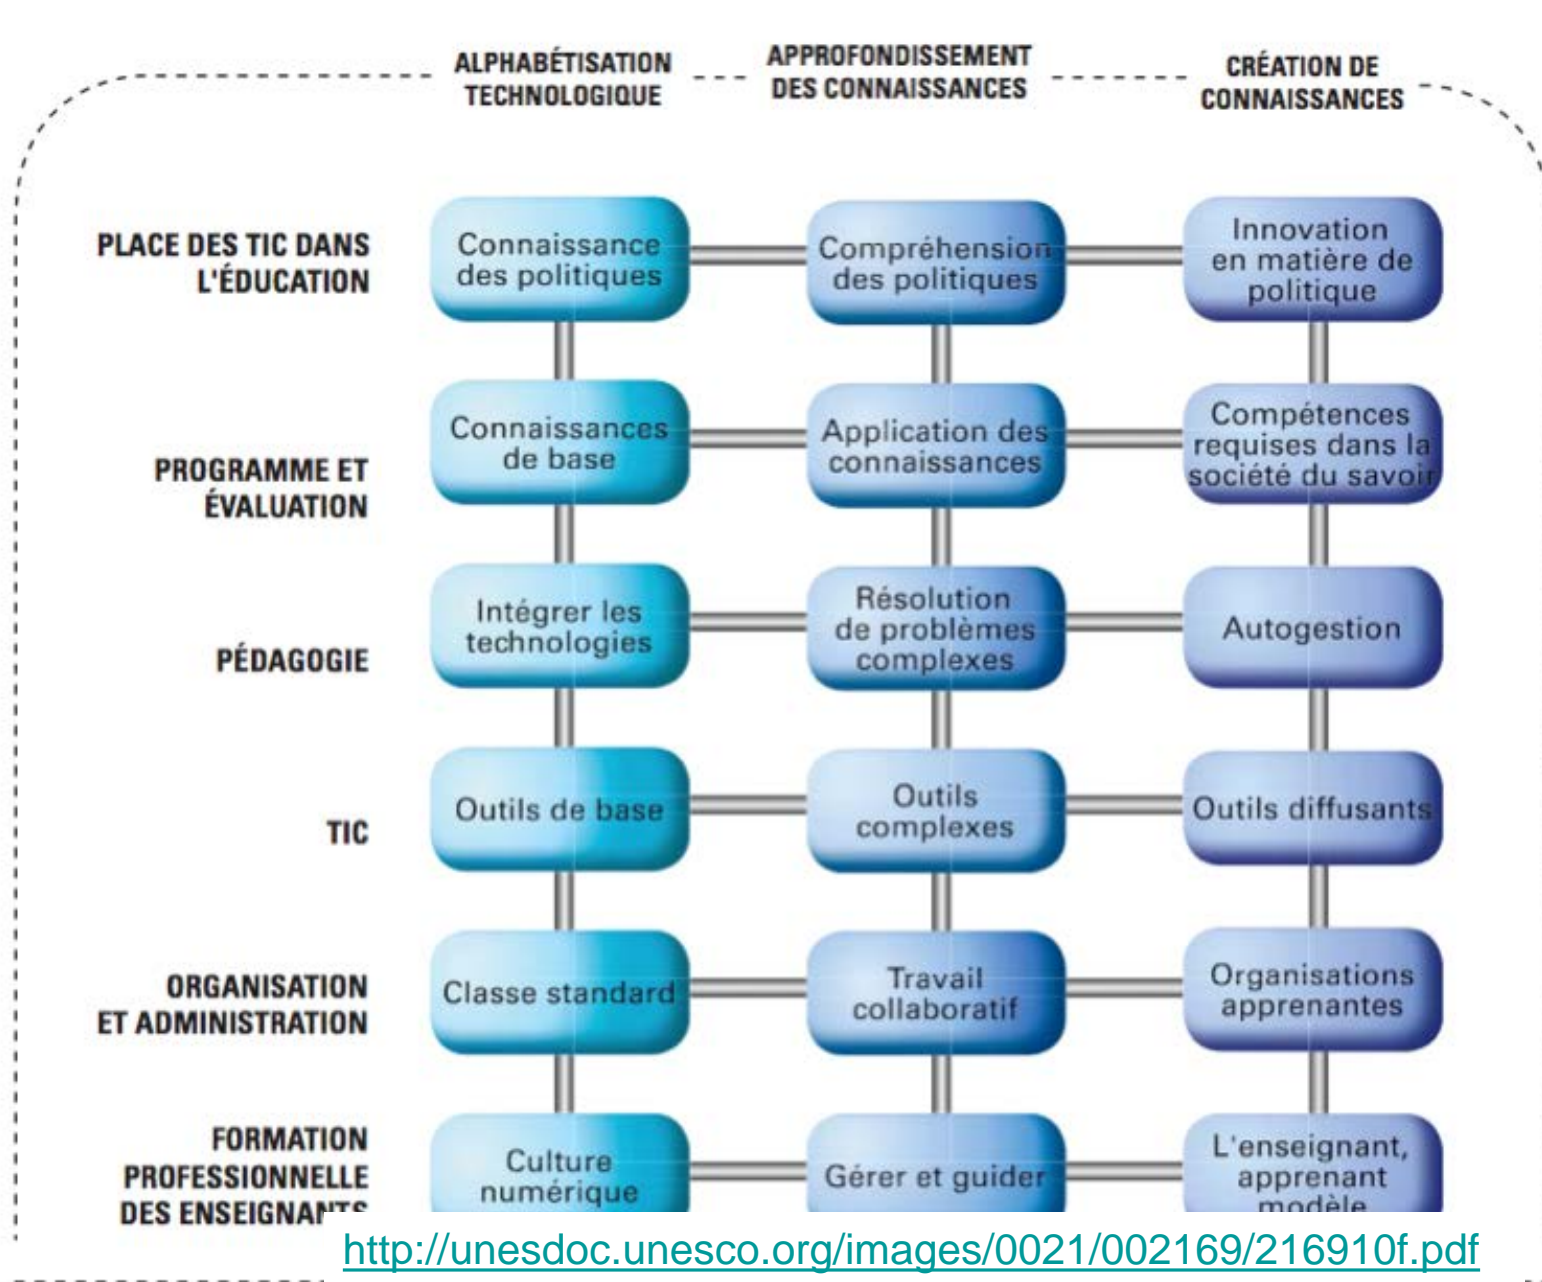 ALPHABÉTISATION
TECHNOLOGIQUE
APPROFONDISSEMENT
DES CONNAISSANCES
CRÉATION DE
CONNAISSANCES
PLACE DES TIC DANS
L'ÉDUCATION
Connaissance
des politiques
Compréhension
des politiques
Innovation
en matière de
politique
PROGRAMME ET
ÉVALUATION
Connaissances
de base
Application des
connaissances
Compétences
requises dans la
société du savoir
PÉDAGOGIE
Intégrer les
technologies
Résolution
de problèmes
complexes
Autogestion
TIC
Outils de base
Outils
complexes
Outils diffusants
ORGANISATION
ET ADMINISTRATION
Classe standard
Travail
collaboratif
Organisations
apprenantes
FORMATION
PROFESSIONNELLE
DES ENSEIGNANTS
Culture
numérique
Gérer et guider
L'enseignant,
apprenant
modèle
http://unesdoc.unesco.org/images/0021/002169/216910f.pdf